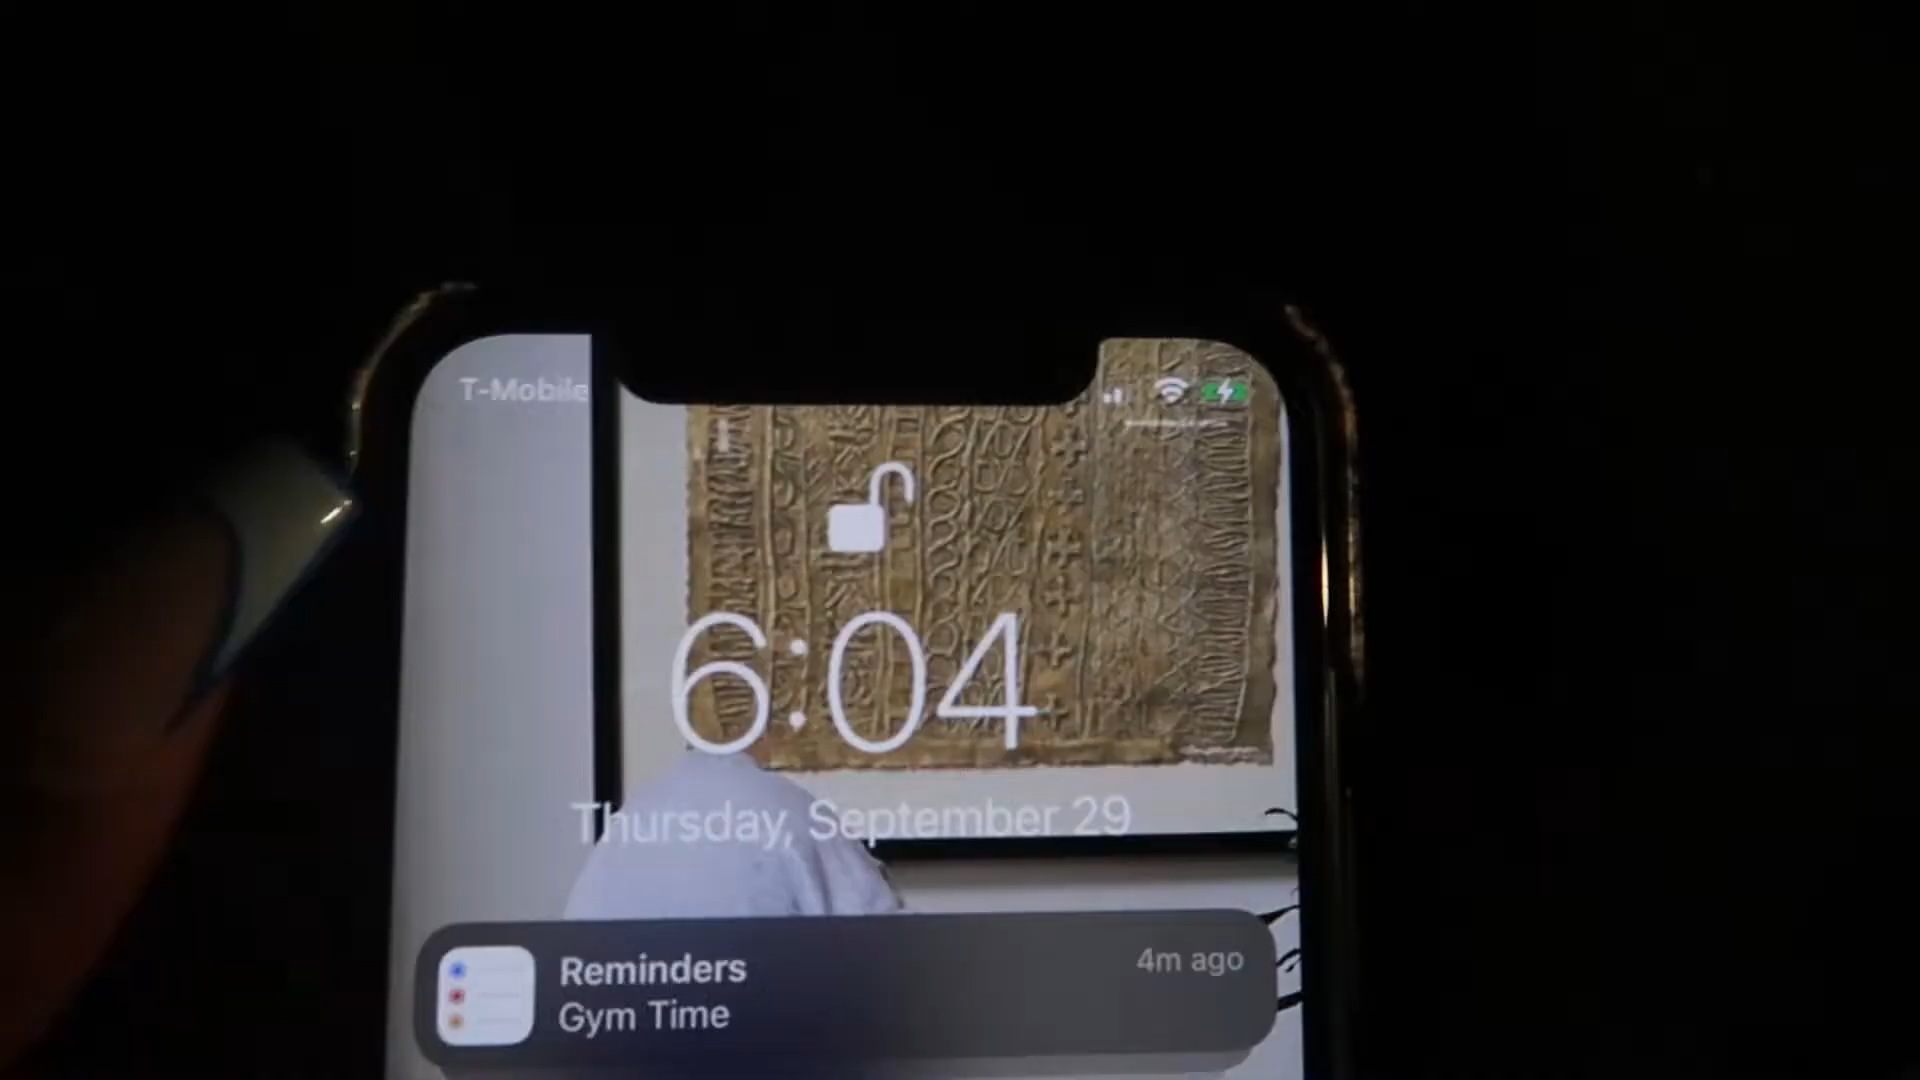 T-Mobile
6:04
Thursday, September 29
Reminders
4m ago
Gym Time